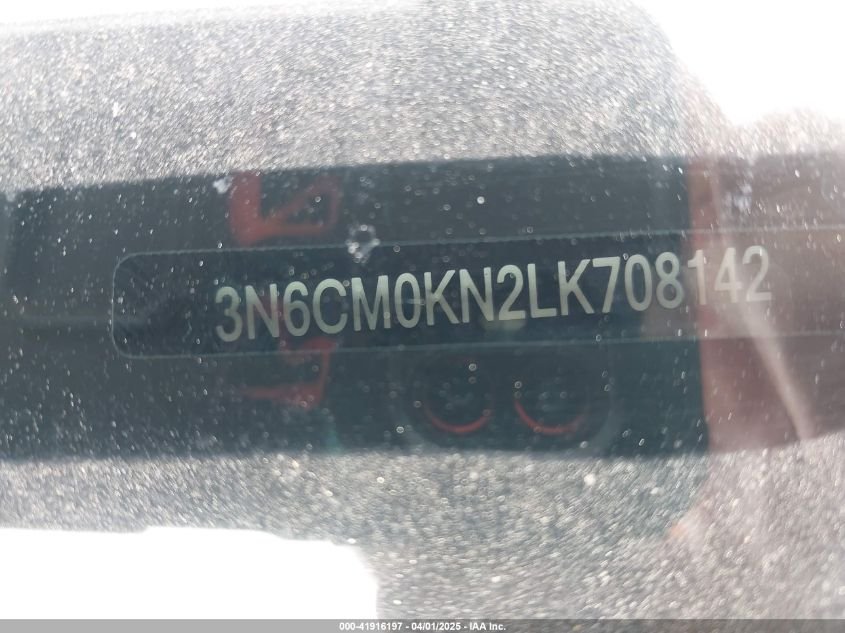 3N6CM0KN2LK708142
000-41916197 - 04/01/2025 - IAA Inc.